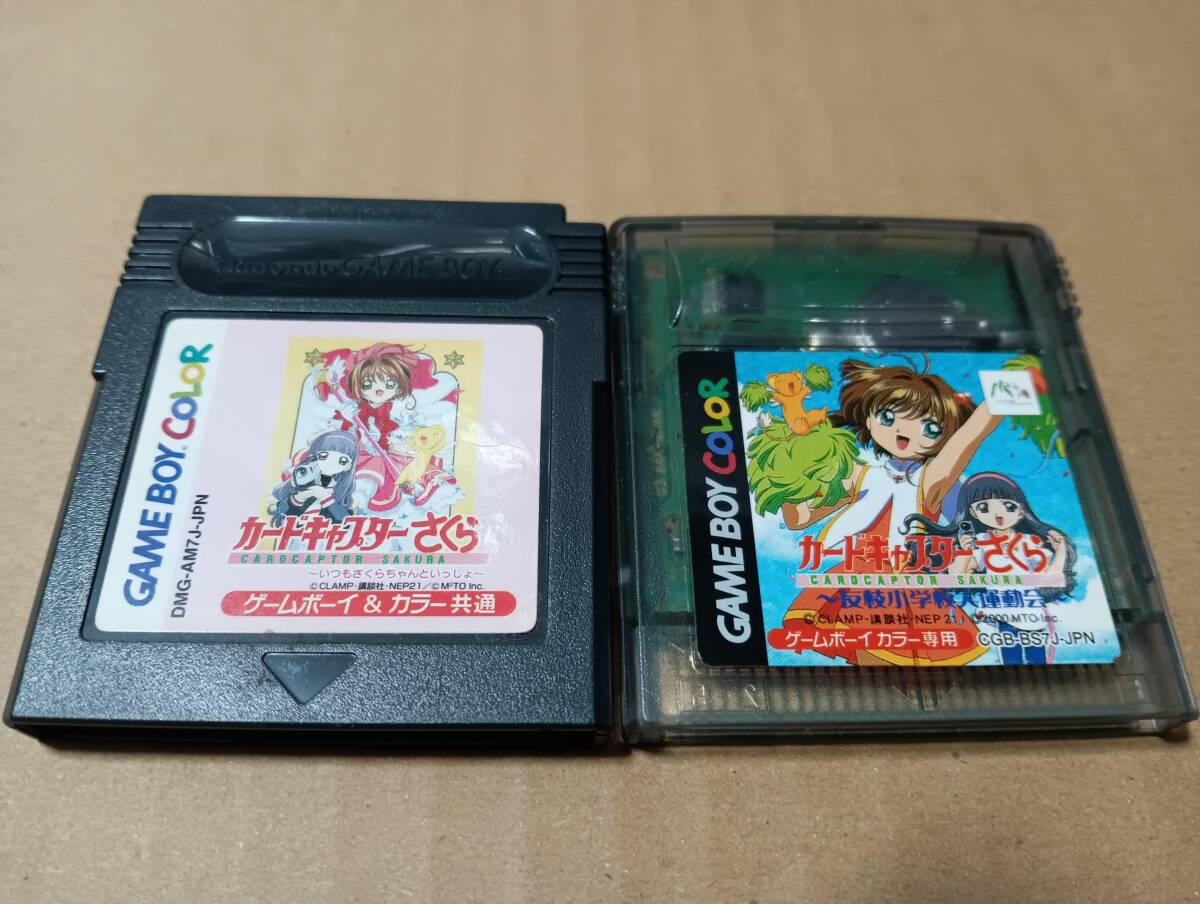 Nintendo GAME BOY
GAME BOY COLOR
DMG-AM7J-JPN
カードキャプターさくら
CARDCAPTOR SAKURA
～いつもさくらちゃんといっしょ～
©CLAMP・講談社・NEP21/©MTO Inc.
ゲームボーイ&カラー共通
GAME BOY COLOR
カードキャプターさくら
CARDCAPTOR SAKURA
～友枝小学校大運動会～
©CLAMP・講談社・NEP21/©2000 MTO Inc.
ゲームボーイカラー専用
CGB-BS7J-JPN